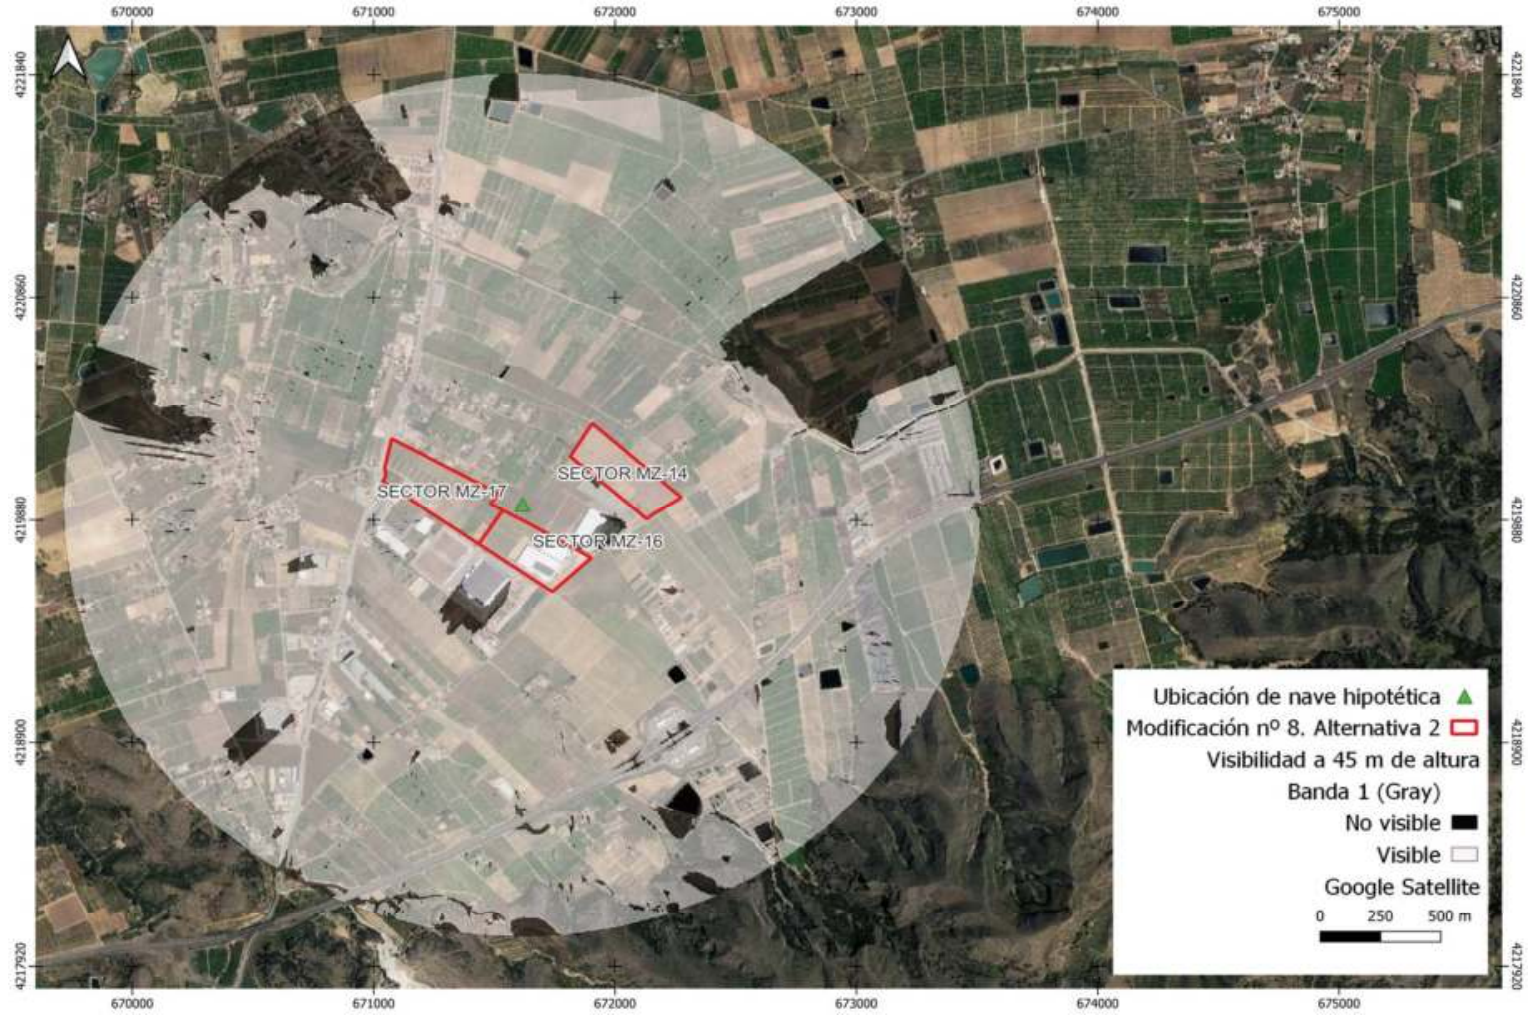 670000 671000 672000 673000 674000 675000
4221840 4221840
4220860 4220860
SECTOR MZ-14
SECTOR MZ-17
4219880 4219880
SECTOR MZ-16
Ubicación de nave hipotética
Modificación nº 8. Alternativa 2
4218900 4218900
Visibilidad a 45 m de altura
Banda 1 (Gray)
No visible
Visible
Google Satellite
0 250 500 m
4217920 4217920
670000 671000 672000 673000 674000 675000